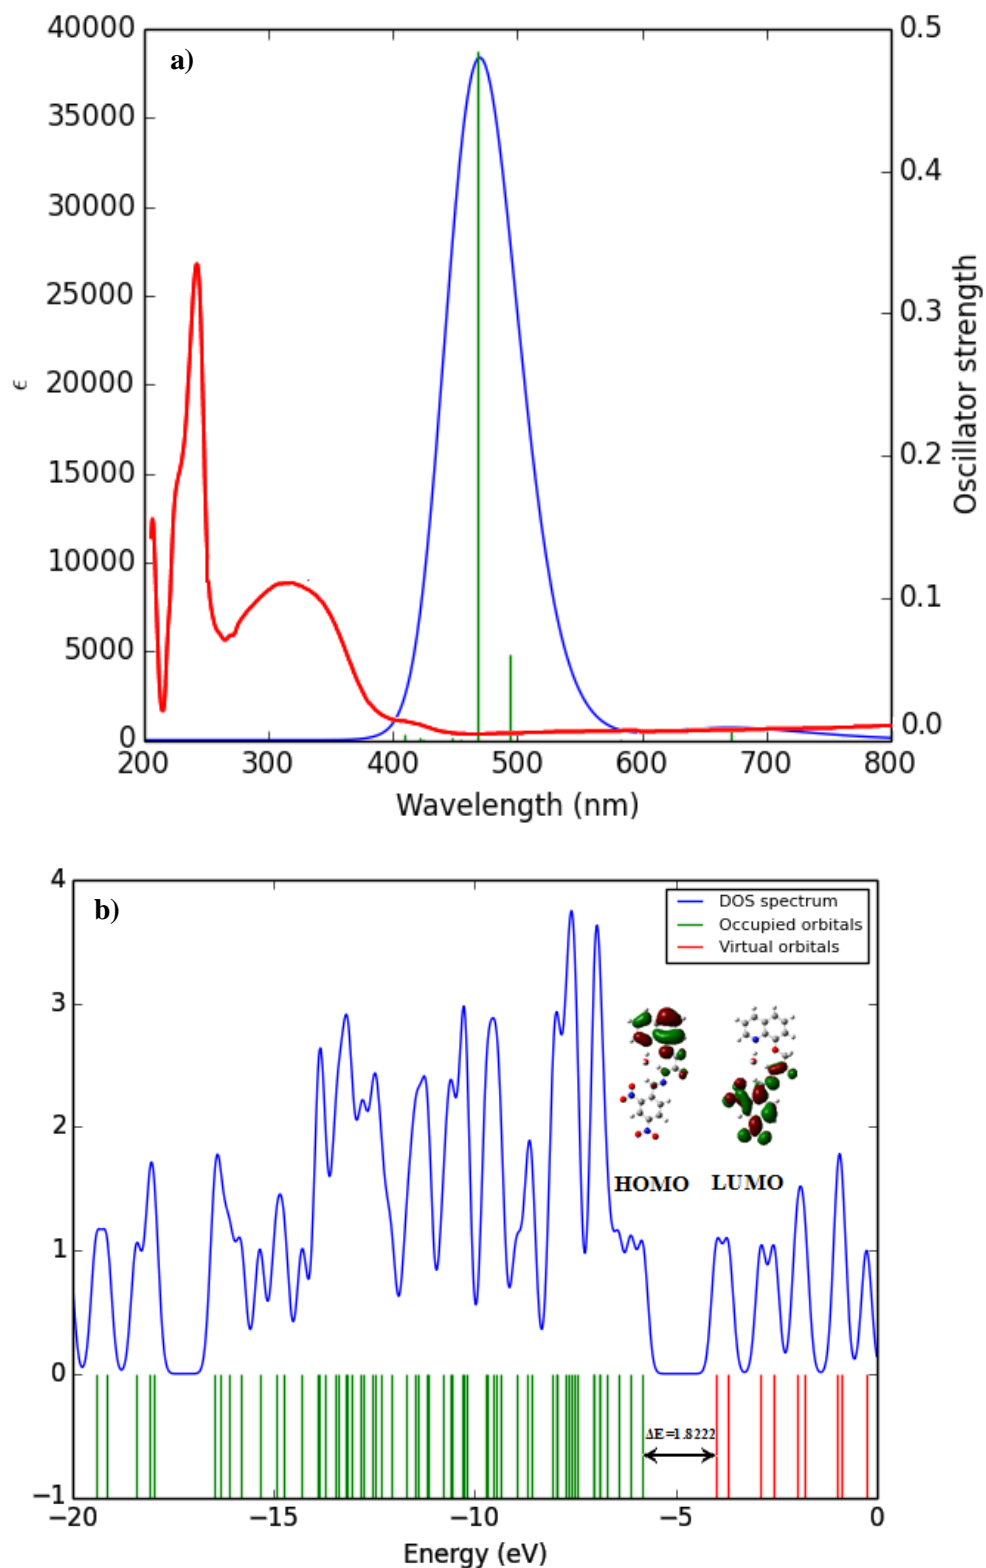 a)
40000
35000
30000
25000
20000
15000
10000
5000
0
ϵ
0.5
0.4
0.3
0.2
0.1
0.0
Oscillator strength
200 300 400 500 600 700 800
Wavelength (nm)
b)
4
3
2
1
0
−1
DOS spectrum
Occupied orbitals
Virtual orbitals
HOMO LUMO
ΔE=1.8222
−20 −15 −10 −5 0
Energy (eV)